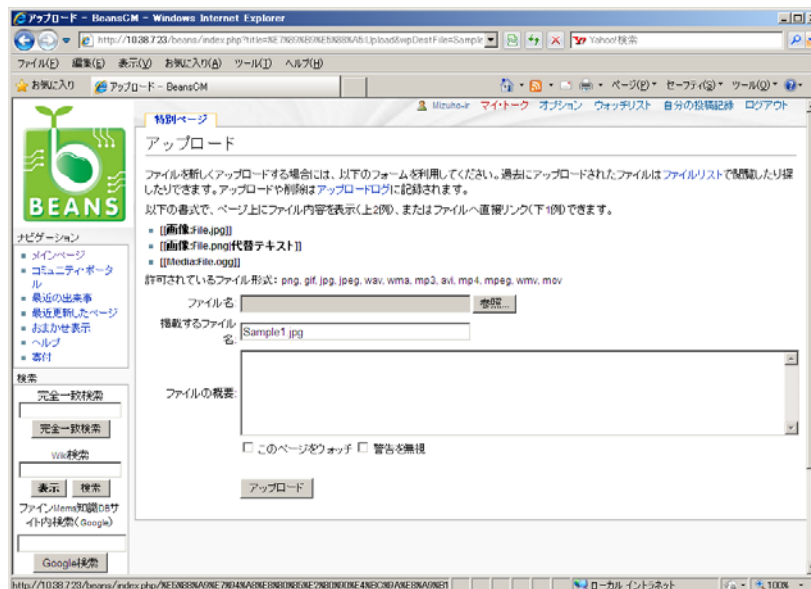 アップロード - BeansCM - Windows Internet Explorer
Yahoo!検索
ファイル(F) 編集(E) 表示(V) お気に入り(A) ツール(T) ヘルプ(H)
お気に入り アップロード - BeansCM
ページ(P) セーフティ(S) ツール(O)
Mizuho-ir マイ・トーク オプション ウォッチリスト 自分の投稿記録 ログアウト
特別ページ
アップロード
ファイルを新しくアップロードする場合には、以下のフォームを利用してください。過去にアップロードされたファイルはファイルリストで閲覧したり探
したりできます。アップロードや削除はアップロードログに記録されます。
以下の書式で、ページ上にファイル内容を表示(上2例)、またはファイルへ直接リンク(下1例)できます。
[[画像:File.jpg]]
[[画像:File.png|代替テキスト]]
[[Media:File.ogg]]
許可されているファイル形式: png, gif, jpg, jpeg, wav, wma, mp3, avi, mp4, mpeg, wmv, mov
ファイル名: 参照...
掲載するファイル
名: Sample1.jpg
ファイルの概要:
このページをウォッチ 警告を無視
アップロード
BEANS
ナビゲーション
メインページ
コミュニティ・ポータ
ル
最近の出来事
最近更新したページ
おまかせ表示
ヘルプ
寄付
検索
完全一致検索
完全一致検索
Wiki検索
表示 検索
ファインMems知識DBサ
イト内検索(Google)
Google検索
ローカル イントラネット 100%